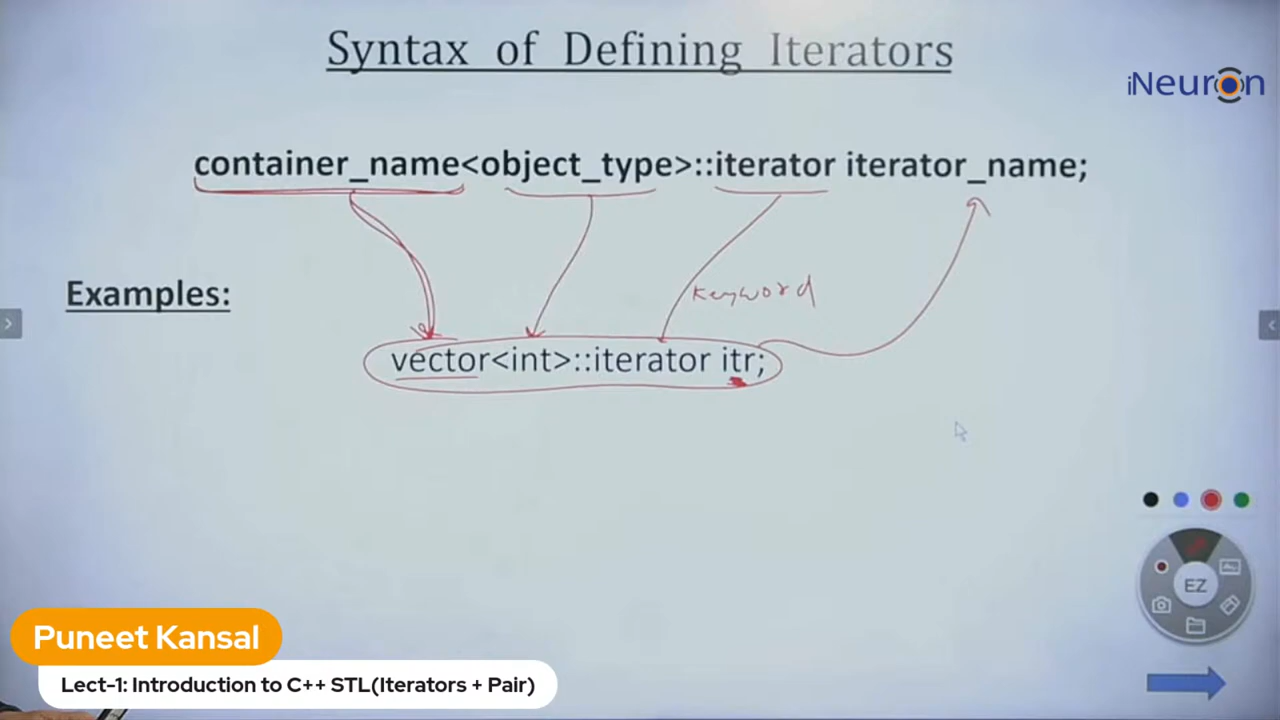 Syntax of Defining Iterators
iNeuron
container_name<object_type>::iterator iterator_name;
Examples:
keyword
vector<int>::iterator itr;
EZ
Puneet Kansal
Lect-1: Introduction to C++ STL(Iterators + Pair)